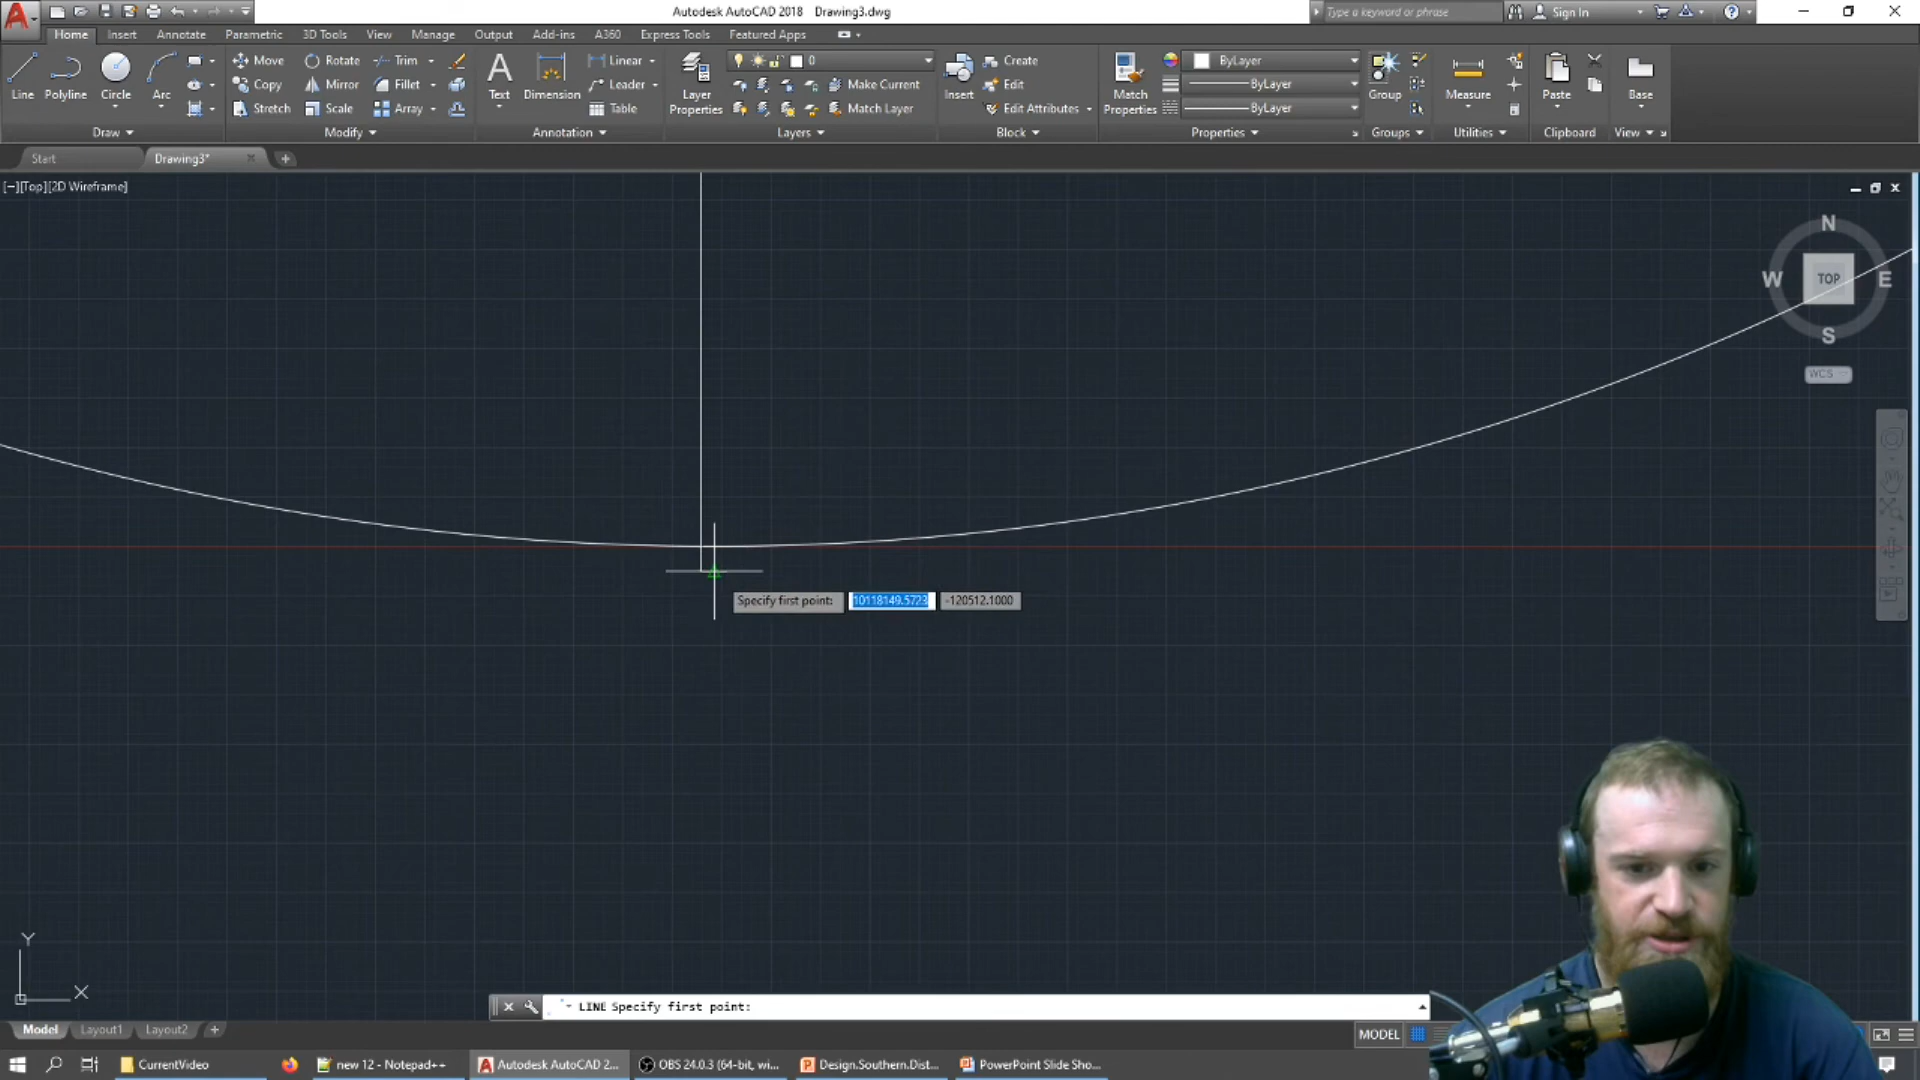 Autodesk AutoCAD 2018 Drawing3.dwg
Type a keyword or phrase
Sign In
Home Insert Annotate Parametric 3D Tools View Manage Output Add-ins A360 Express Tools Featured Apps
Line Polyline Circle Arc
Move Rotate Trim
Copy Mirror Fillet
Stretch Scale Array
Text Dimension
Linear
Leader
Table
Layer Properties
0
Make Current
Match Layer
Insert
Create
Edit
Edit Attributes
Match Properties
ByLayer
ByLayer
ByLayer
Group
Measure
Paste
Base
Draw Modify Annotation Layers Block Properties Groups Utilities Clipboard View
Start Drawing3*
[−][Top][2D Wireframe]
N
W TOP E
S
WCS
Specify first point: 10118149.5723 -120512.1000
Y
X
LINE Specify first point:
Model Layout1 Layout2
MODEL
CurrentVideo
new 12 - Notepad++
Autodesk AutoCAD 2...
OBS 24.0.3 (64-bit, wi...
Design.Southern.Dist...
PowerPoint Slide Sho...